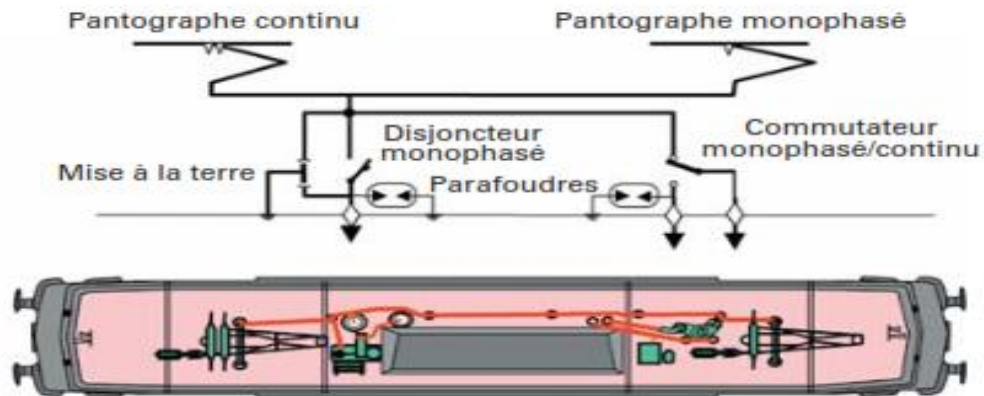 Pantographe continu
Pantographe monophasé
Disjoncteur
monophasé
Commutateur
monophasé/continu
Mise à la terre
Parafoudres